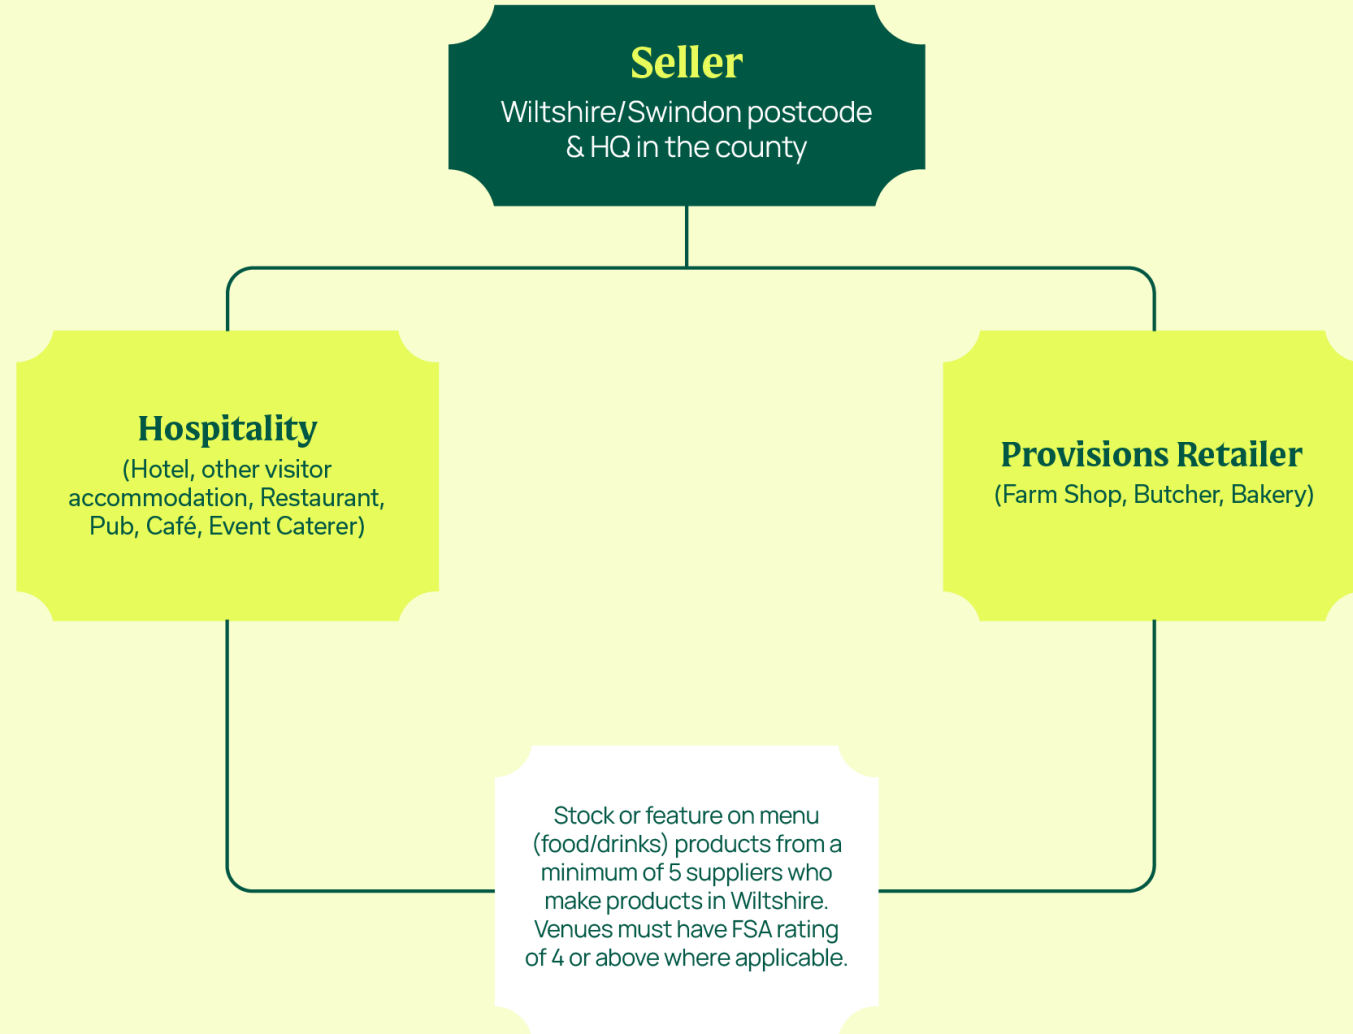 Seller
Wiltshire/Swindon postcode
& HQ in the county
Hospitality
(Hotel, other visitor
accommodation, Restaurant,
Pub, Café, Event Caterer)
Provisions Retailer
(Farm Shop, Butcher, Bakery)
Stock or feature on menu
(food/drinks) products from a
minimum of 5 suppliers who
make products in Wiltshire.
Venues must have FSA rating
of 4 or above where applicable.